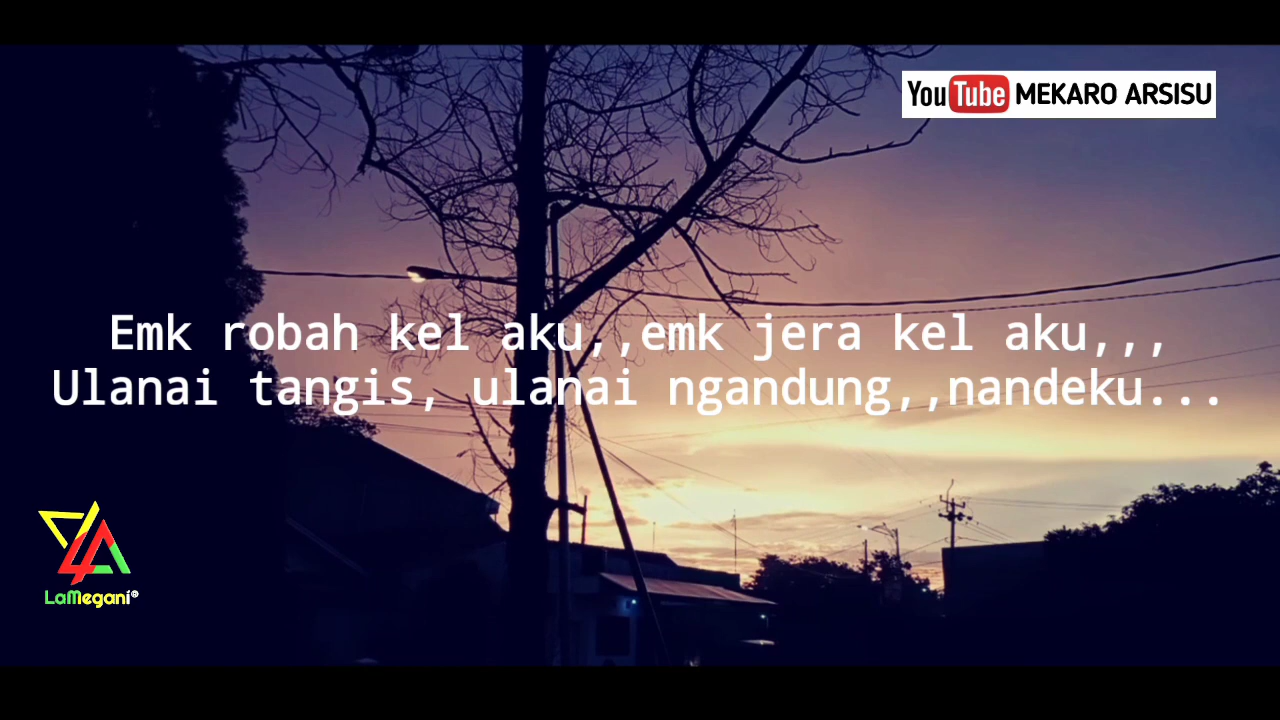 YouTube MEKARO ARSISU
Emk robah kel aku,,emk jera kel aku,,,
Ulanai tangis, ulanai ngandung,,nandeku...
LaMegani®